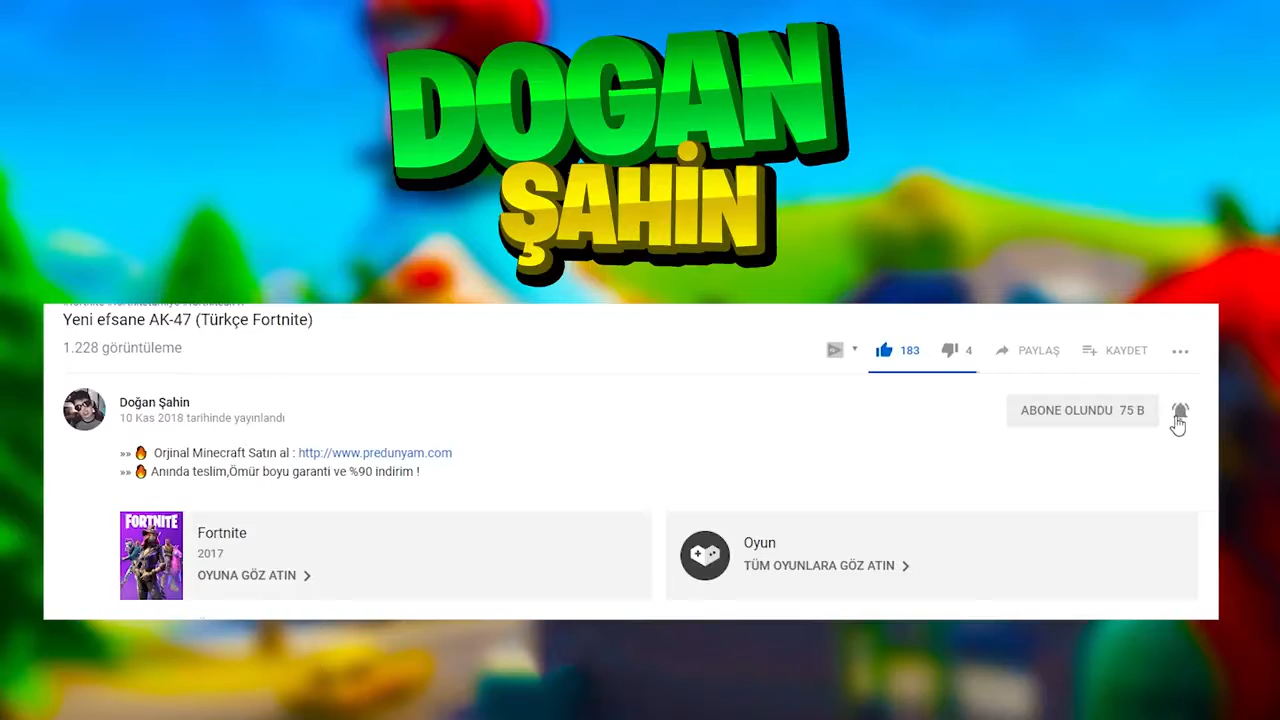 DOGAN
ŞAHİN
Yeni efsane AK-47 (Türkçe Fortnite)
1.228 görüntüleme
183
4
PAYLAŞ
KAYDET
Doğan Şahin
10 Kas 2018 tarihinde yayınlandı
ABONE OLUNDU 75 B
»» Orjinal Minecraft Satın al : http://www.predunyam.com
»» Anında teslim,Ömür boyu garanti ve %90 indirim !
FORTNITE
Fortnite
2017
OYUNA GÖZ ATIN
Oyun
TÜM OYUNLARA GÖZ ATIN